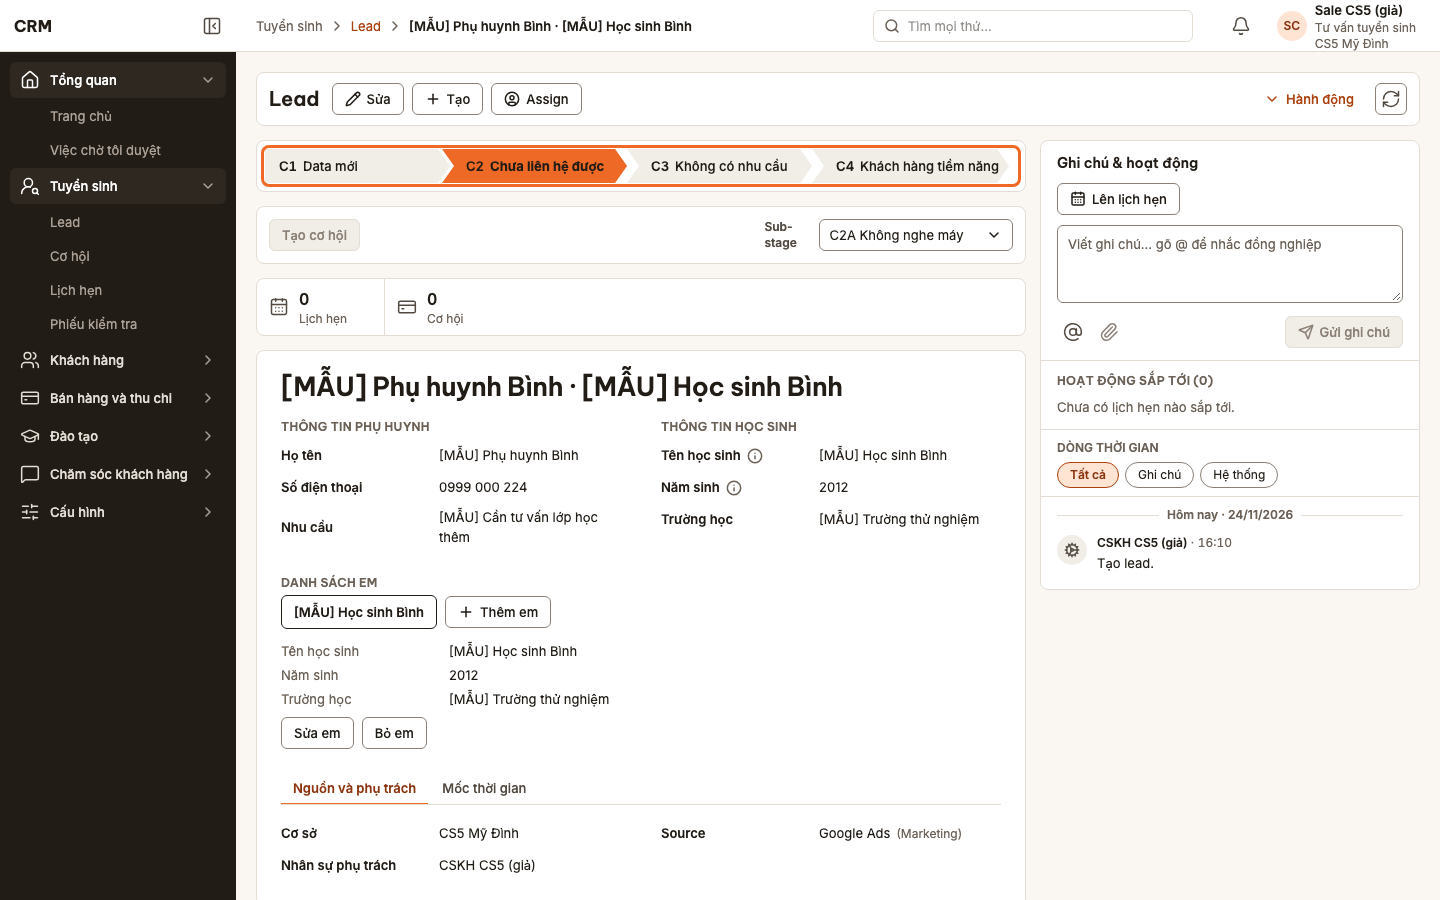 CRM
Tuyển sinh > Lead > [MẪU] Phụ huynh Bình · [MẪU] Học sinh Bình
Tìm mọi thứ...
SC
Sale CS5 (giả)
Tư vấn tuyển sinh
CS5 Mỹ Đình
Tổng quan
Trang chủ
Việc chờ tôi duyệt
Tuyển sinh
Lead
Cơ hội
Lịch hẹn
Phiếu kiểm tra
Khách hàng
Bán hàng và thu chi
Đào tạo
Chăm sóc khách hàng
Cấu hình
Lead
Sửa
Tạo
Assign
Hành động
C1 Data mới
C2 Chưa liên hệ được
C3 Không có nhu cầu
C4 Khách hàng tiềm năng
Tạo cơ hội
Sub-
stage
C2A Không nghe máy
0
Lịch hẹn
0
Cơ hội
[MẪU] Phụ huynh Bình · [MẪU] Học sinh Bình
THÔNG TIN PHỤ HUYNH
Họ tên [MẪU] Phụ huynh Bình
Số điện thoại 0999 000 224
Nhu cầu [MẪU] Cần tư vấn lớp học
thêm
THÔNG TIN HỌC SINH
Tên học sinh [MẪU] Học sinh Bình
Năm sinh 2012
Trường học [MẪU] Trường thử nghiệm
DANH SÁCH EM
[MẪU] Học sinh Bình
Thêm em
Tên học sinh [MẪU] Học sinh Bình
Năm sinh 2012
Trường học [MẪU] Trường thử nghiệm
Sửa em
Bỏ em
Nguồn và phụ trách
Mốc thời gian
Cơ sở CS5 Mỹ Đình
Source Google Ads (Marketing)
Nhân sự phụ trách CSKH CS5 (giả)
Ghi chú & hoạt động
Lên lịch hẹn
Viết ghi chú... gõ @ để nhắc đồng nghiệp
Gửi ghi chú
HOẠT ĐỘNG SẮP TỚI (0)
Chưa có lịch hẹn nào sắp tới.
DÒNG THỜI GIAN
Tất cả
Ghi chú
Hệ thống
Hôm nay · 24/11/2026
CSKH CS5 (giả) · 16:10
Tạo lead.